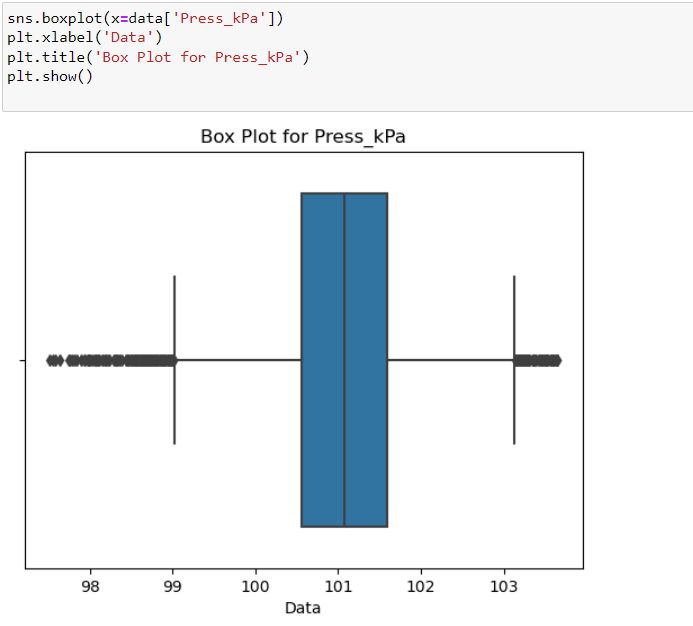 sns.boxplot(x=data['Press_kPa'])
plt.xlabel('Data')
plt.title('Box Plot for Press_kPa')
plt.show()
Box Plot for Press_kPa
98 99 100 101 102 103
Data